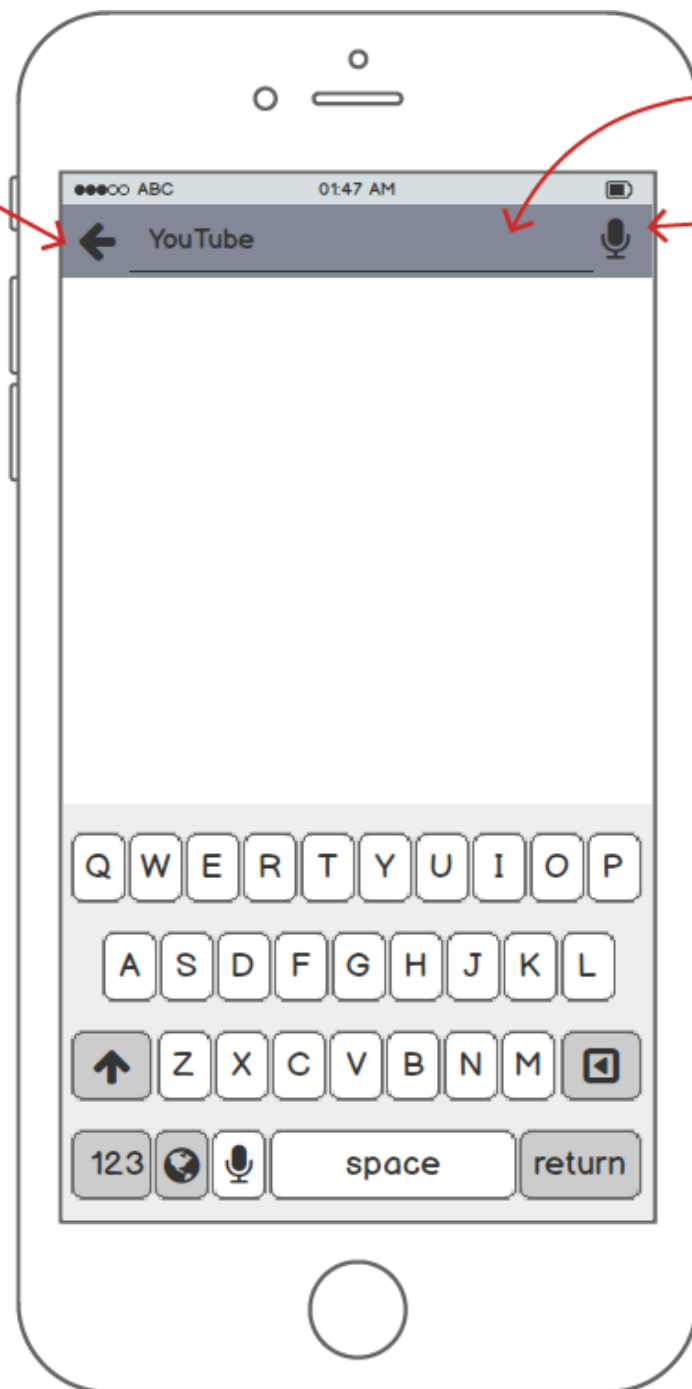 ABC 01:47 AM
YouTube
Q W E R T Y U I O P
A S D F G H J K L
Z X C V B N M
123 space return